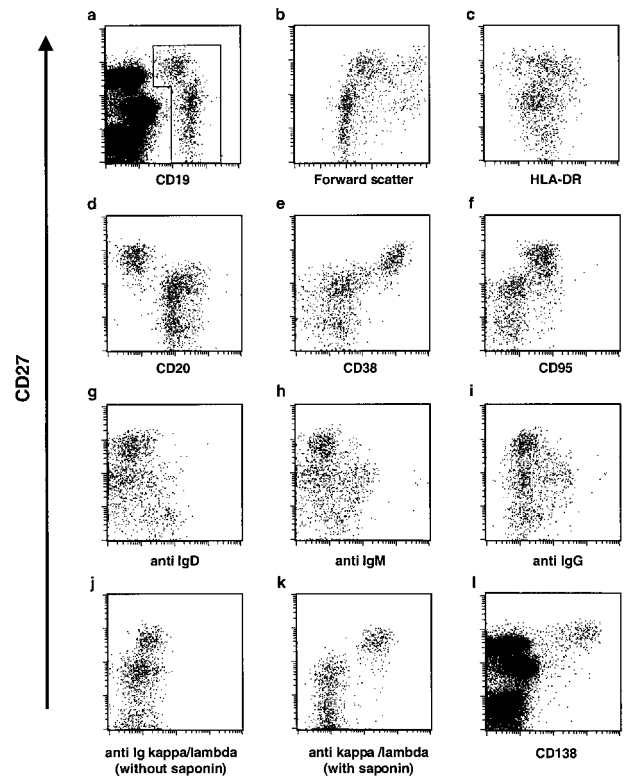 a
b
c
CD19
Forward scatter
HLA-DR
d
e
f
CD20
CD38
CD95
CD27
g
h
i
anti IgD
anti IgM
anti IgG
j
k
l
anti Ig kappa/lambda
(without saponin)
anti kappa /lambda
(with saponin)
CD138